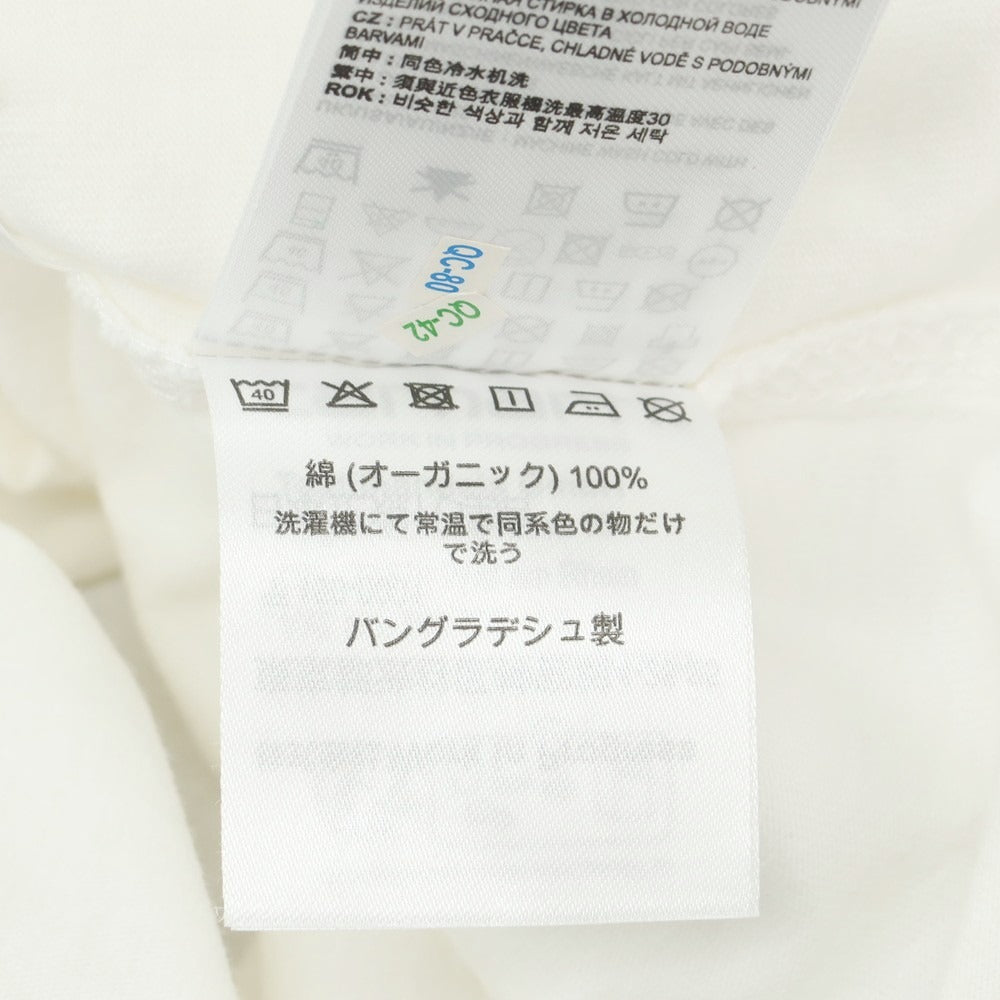 СТИРКА В ХОЛОДНОЙ ВОДЕ
ИЗДЕЛИЙ СХОДНОГО ЦВЕТА
CZ : PRÁT V PRAČCE, CHLADNÉ VODĚ S PODOBNÝMI
BARVAMI
简中 : 同色冷水机洗
繁中 : 須與近色衣服機洗最高溫度30
ROK : 비슷한 색상과 함께 저온 세탁
QC-80
QC-42
40
綿 (オーガニック) 100%
洗濯機にて常温で同系色の物だけ
で洗う
バングラデシュ製